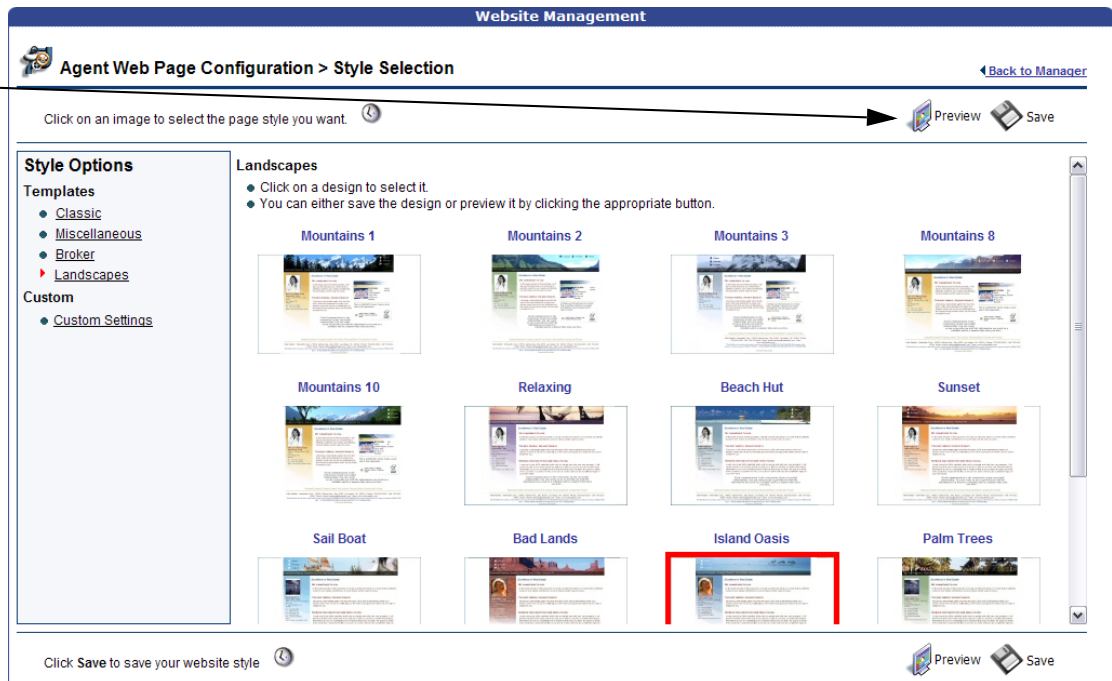 Website Management
Agent Web Page Configuration > Style Selection
Back to Manager
Click on an image to select the page style you want.
Preview
Save
Style Options
Templates
Classic
Miscellaneous
Broker
Landscapes
Custom
Custom Settings
Landscapes
Click on a design to select it.
You can either save the design or preview it by clicking the appropriate button.
Mountains 1
Mountains 2
Mountains 3
Mountains 8
Mountains 10
Relaxing
Beach Hut
Sunset
Sail Boat
Bad Lands
Island Oasis
Palm Trees
Click Save to save your website style
Preview
Save